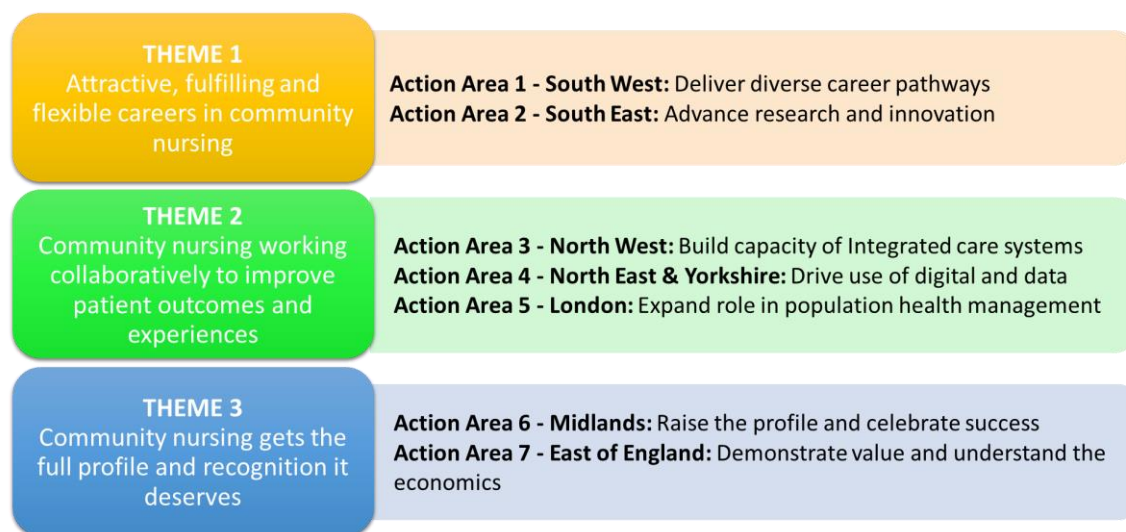 THEME 1
Attractive, fulfilling and
flexible careers in community
nursing
Action Area 1 - South West: Deliver diverse career pathways
Action Area 2 - South East: Advance research and innovation
THEME 2
Community nursing working
collaboratively to improve
patient outcomes and
experiences
Action Area 3 - North West: Build capacity of Integrated care systems
Action Area 4 - North East & Yorkshire: Drive use of digital and data
Action Area 5 - London: Expand role in population health management
THEME 3
Community nursing gets the
full profile and recognition it
deserves
Action Area 6 - Midlands: Raise the profile and celebrate success
Action Area 7 - East of England: Demonstrate value and understand the
economics